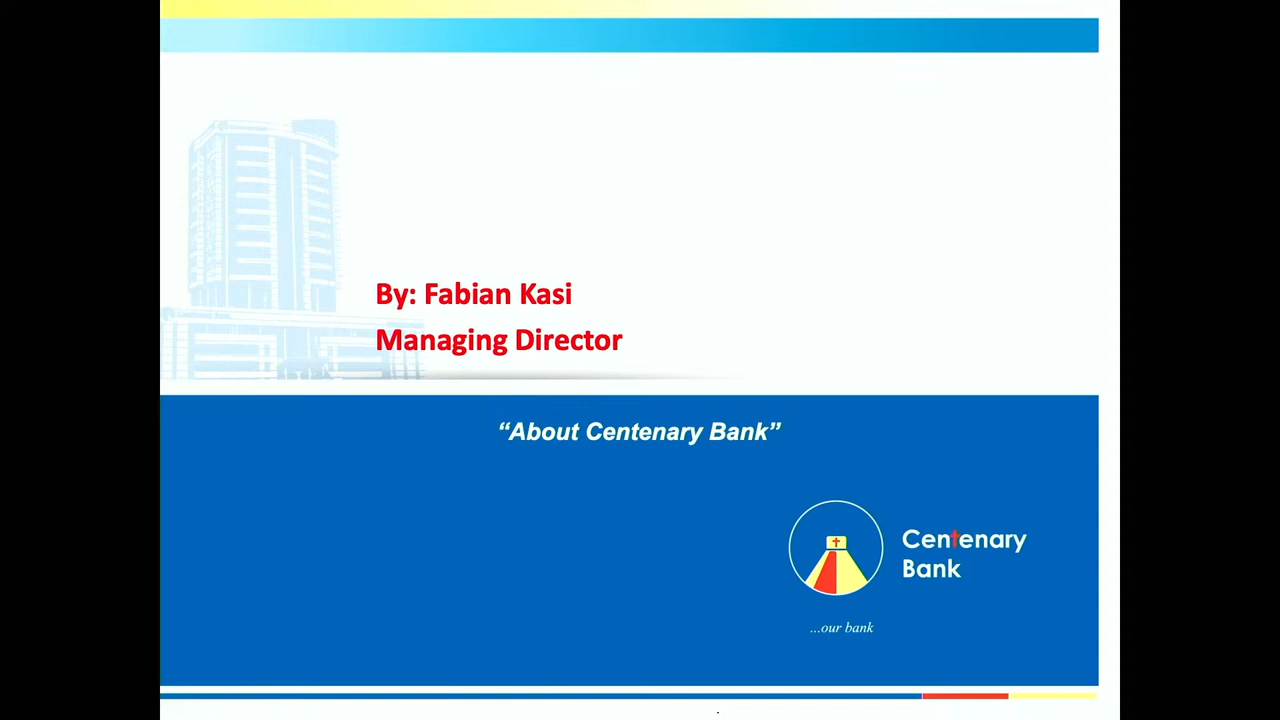 By: Fabian Kasi
Managing Director
“About Centenary Bank”
Centenary
Bank
...our bank